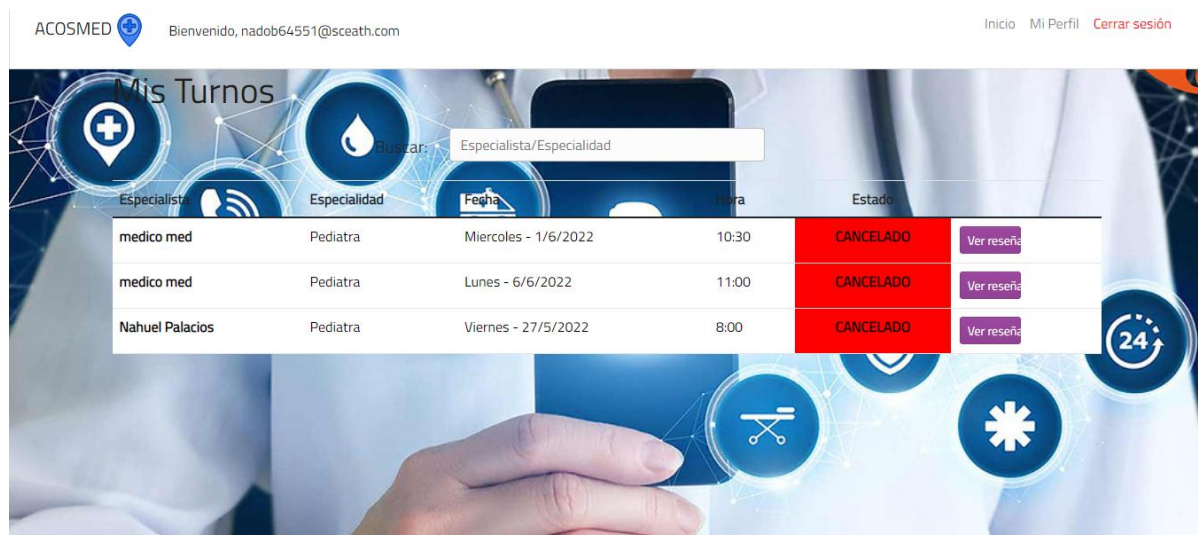 ACOSMED Bienvenido, nadob64551@sceath.com Inicio Mi Perfil Cerrar sesión
Mis Turnos
Buscar: Especialista/Especialidad
Especialista Especialidad Fecha Hora Estado
medico med Pediatra Miercoles - 1/6/2022 10:30 CANCELADO Ver reseña
medico med Pediatra Lunes - 6/6/2022 11:00 CANCELADO Ver reseña
Nahuel Palacios Pediatra Viernes - 27/5/2022 8:00 CANCELADO Ver reseña
24